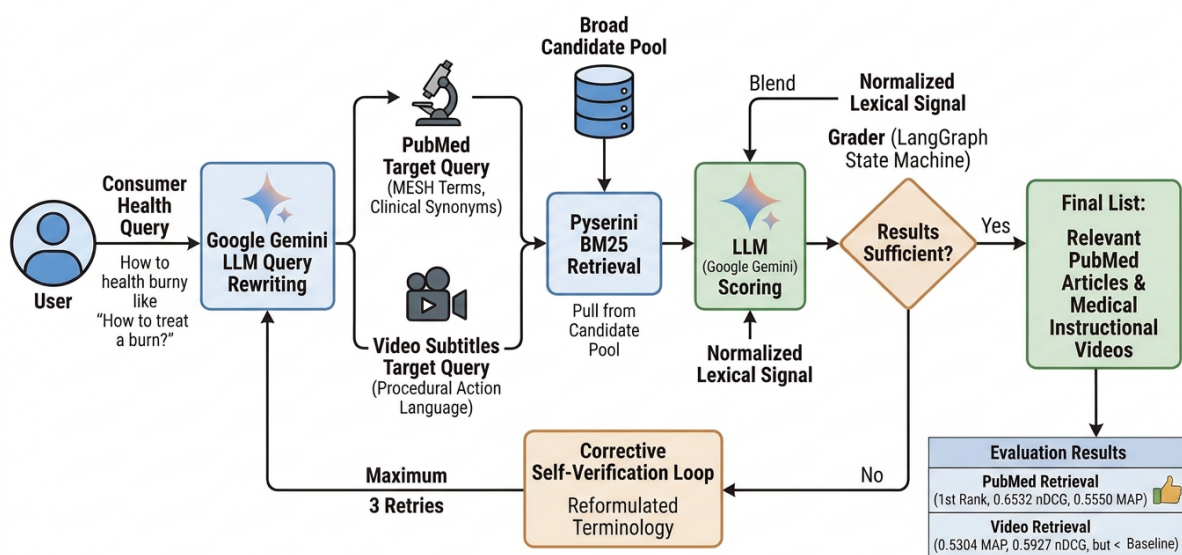 User
Consumer
Health
Query
How to
health burny
like
"How to treat
a burn?"
Google Gemini
LLM Query
Rewriting
PubMed
Target Query
(MESH Terms,
Clinical Synonyms)
Video Subtitles
Target Query
(Procedural Action
Language)
Broad
Candidate Pool
Pyserini
BM25
Retrieval
Pull from
Candidate
Pool
Blend
Normalized
Lexical Signal
LLM
(Google Gemini)
Scoring
Normalized
Lexical Signal
Grader (LangGraph
State Machine)
Results
Sufficient?
Yes
No
Final List:
Relevant
PubMed
Articles &
Medical
Instructional
Videos
Corrective
Self-Verification Loop
Reformulated
Terminology
Maximum
3 Retries
Evaluation Results
PubMed Retrieval
(1st Rank, 0.6532 nDCG, 0.5550 MAP)
Video Retrieval
(0.5304 MAP, 0.5927 nDCG, but < Baseline)